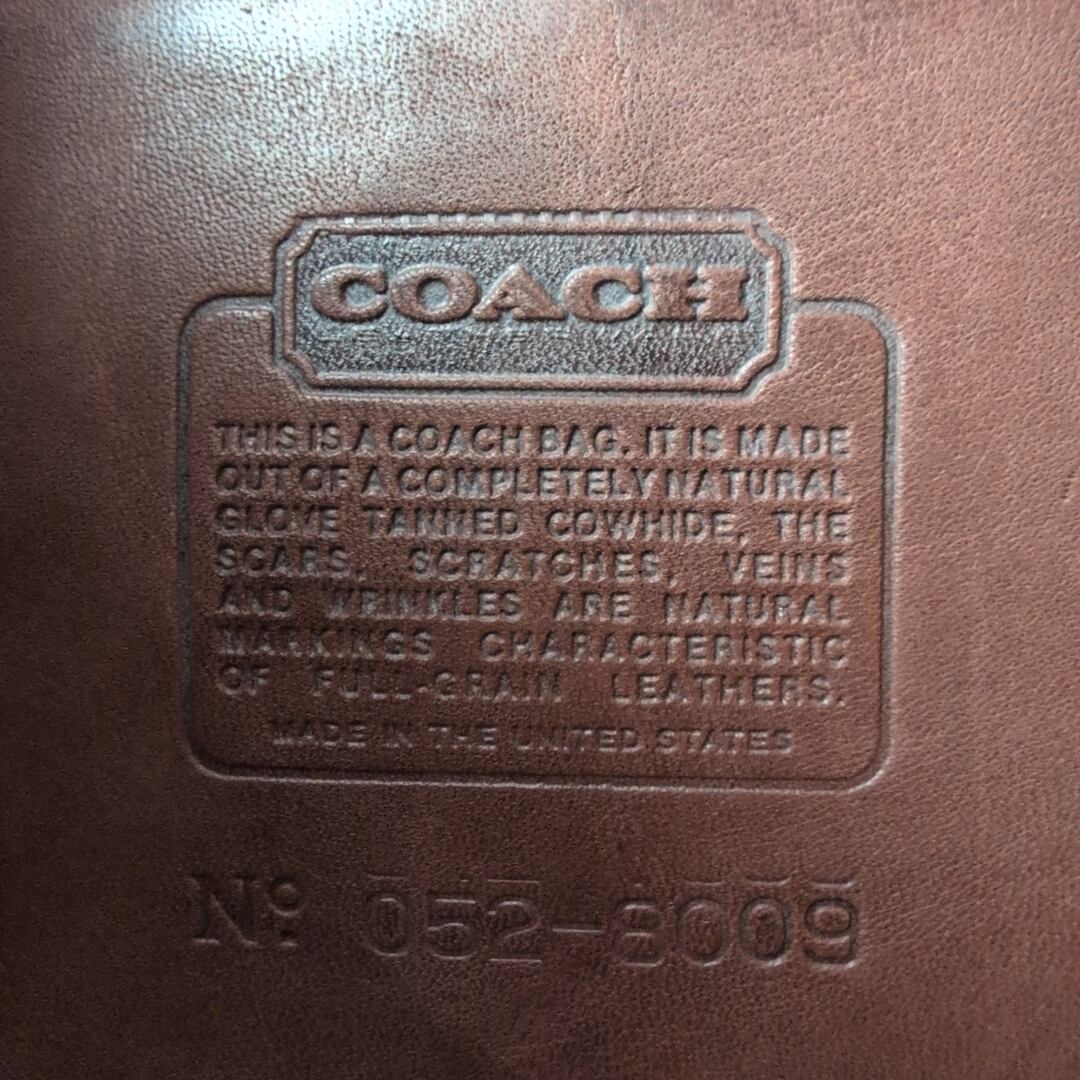 COACH
THIS IS A COACH BAG. IT IS MADE
OUT OF A COMPLETELY NATURAL
GLOVE TANNED COWHIDE, THE
SCARS, SCRATCHES, VEINS
AND WRINKLES ARE NATURAL
MARKINGS CHARACTERISTIC
OF FULL-GRAIN LEATHERS.
MADE IN THE UNITED STATES
No: 052-8009